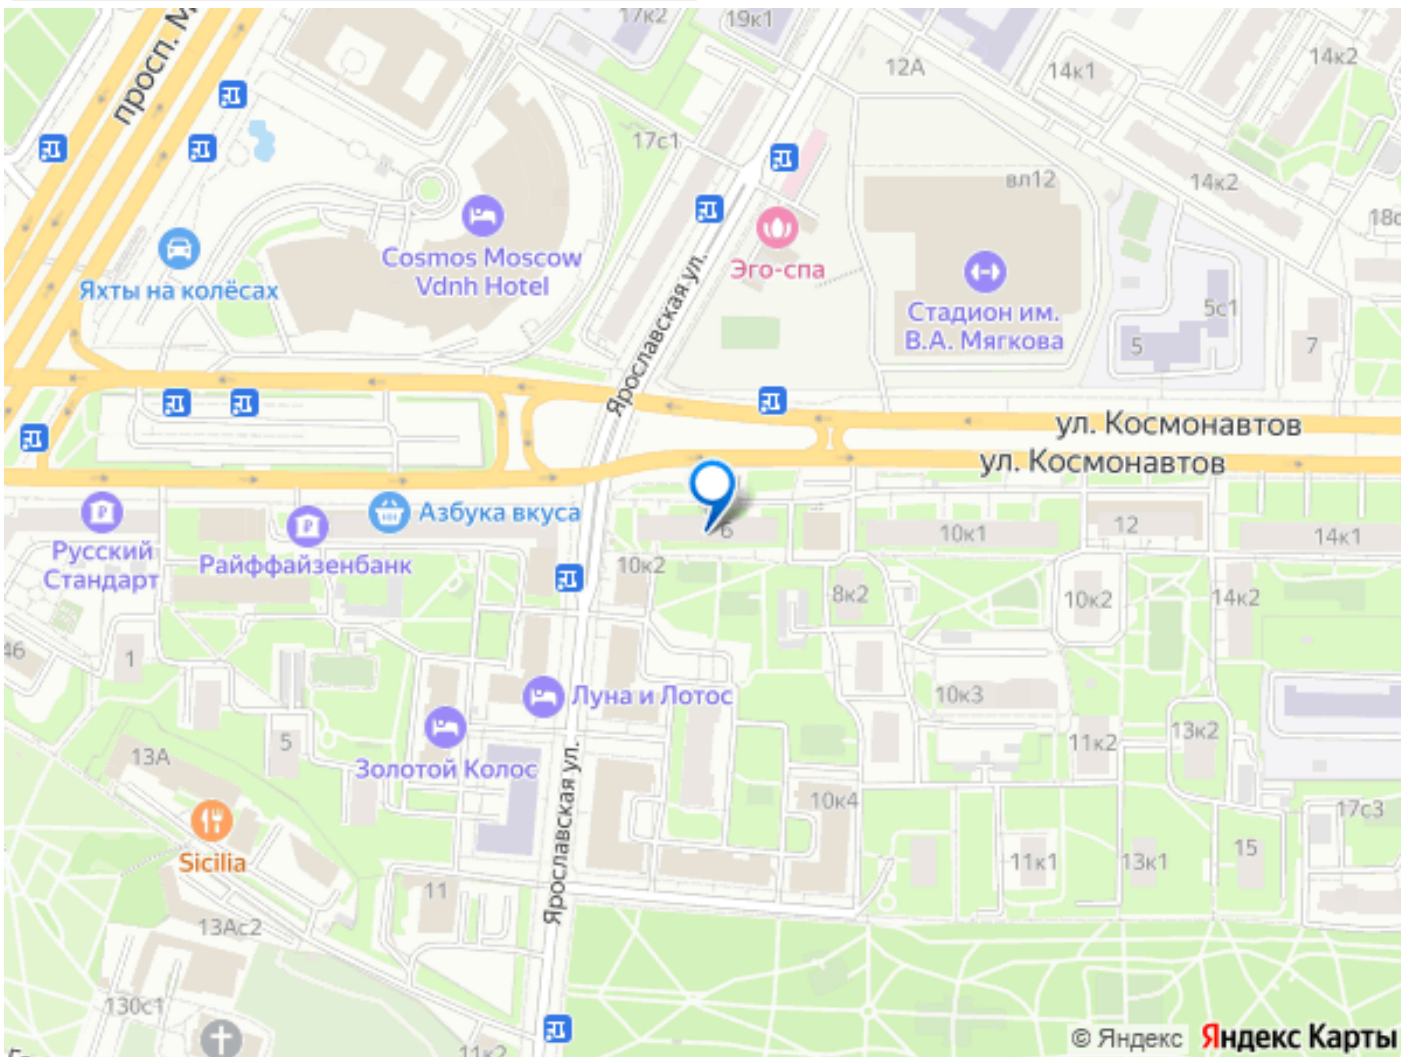 17к2
19к1
просп. М
12А
14к1
14к2
17с1
вл12
14к2
Cosmos Moscow
Vdnh Hotel
Эго-спа
Яхты на колёсах
Стадион им.
В.А. Мягкова
5с1
5
7
Ярославская ул.
ул. Космонавтов
ул. Космонавтов
Азбука вкуса
Русский
Стандарт
Райффайзенбанк
6
10к1
12
14к1
10к2
8к2
10к2
14к2
46
1
Луна и Лотос
10к3
13А
5
Золотой Колос
11к2
13к2
10к4
17с3
Sicilia
Ярославская ул.
11к1
13к1
15
11
13Ас2
130с1
11к2
© Яндекс Яндекс Карты